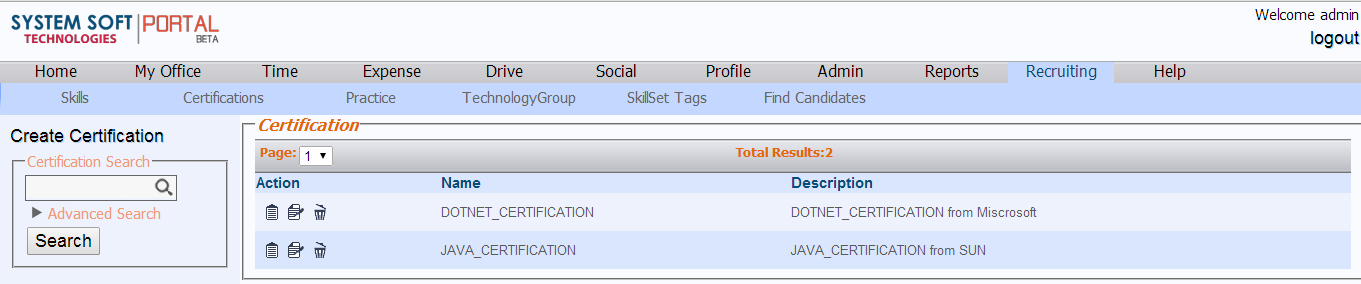 SYSTEM SOFT PORTAL
TECHNOLOGIES BETA
Welcome admin
logout
Home My Office Time Expense Drive Social Profile Admin Reports Recruiting Help
Skills Certifications Practice TechnologyGroup SkillSet Tags Find Candidates
Create Certification
Certification Search
Advanced Search
Search
Certification
Page: 1 Total Results:2
Action Name Description
DOTNET_CERTIFICATION DOTNET_CERTIFICATION from Miscrosoft
JAVA_CERTIFICATION JAVA_CERTIFICATION from SUN